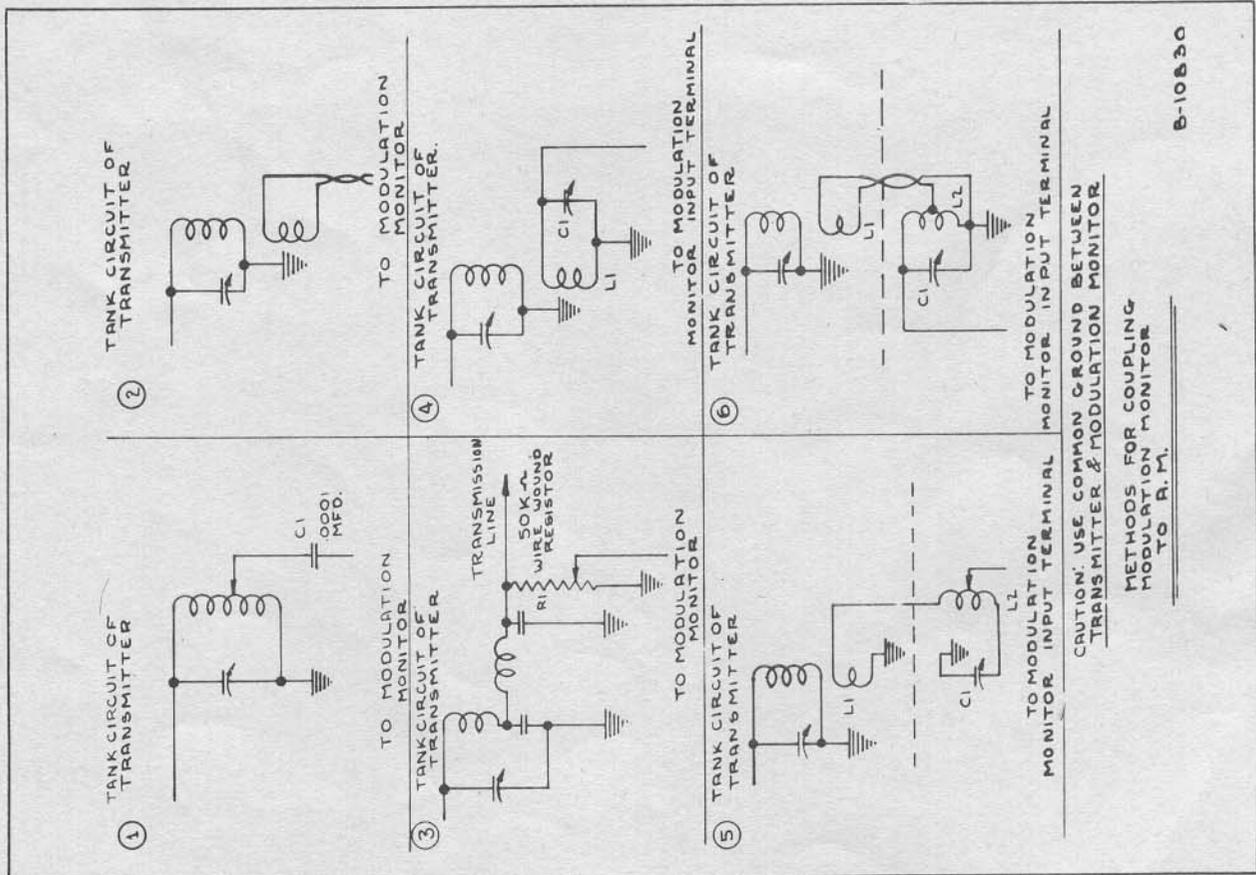 ①
TANK CIRCUIT OF
TRANSMITTER
C1
.0001
MFD.
TO MODULATION
MONITOR
②
TANK CIRCUIT OF
TRANSMITTER
TO MODULATION
MONITOR
③
TANK CIRCUIT OF
TRANSMITTER
TRANSMISSION
LINE
50K Ω
WIRE WOUND
RESISTOR
R1
TO MODULATION
MONITOR
④
TANK CIRCUIT OF
TRANSMITTER.
C1
L1
TO MODULATION
MONITOR INPUT TERMINAL
⑤
TANK CIRCUIT OF
TRANSMITTER
L1
C1
L2
TO MODULATION
MONITOR INPUT TERMINAL
⑥
TANK CIRCUIT OF
TRANSMITTER
L1
C1
L2
TO MODULATION
MONITOR INPUT TERMINAL
CAUTION: USE COMMON GROUND BETWEEN
TRANSMITTER & MODULATION MONITOR
METHODS FOR COUPLING
MODULATION MONITOR
TO A.M.
B-10830